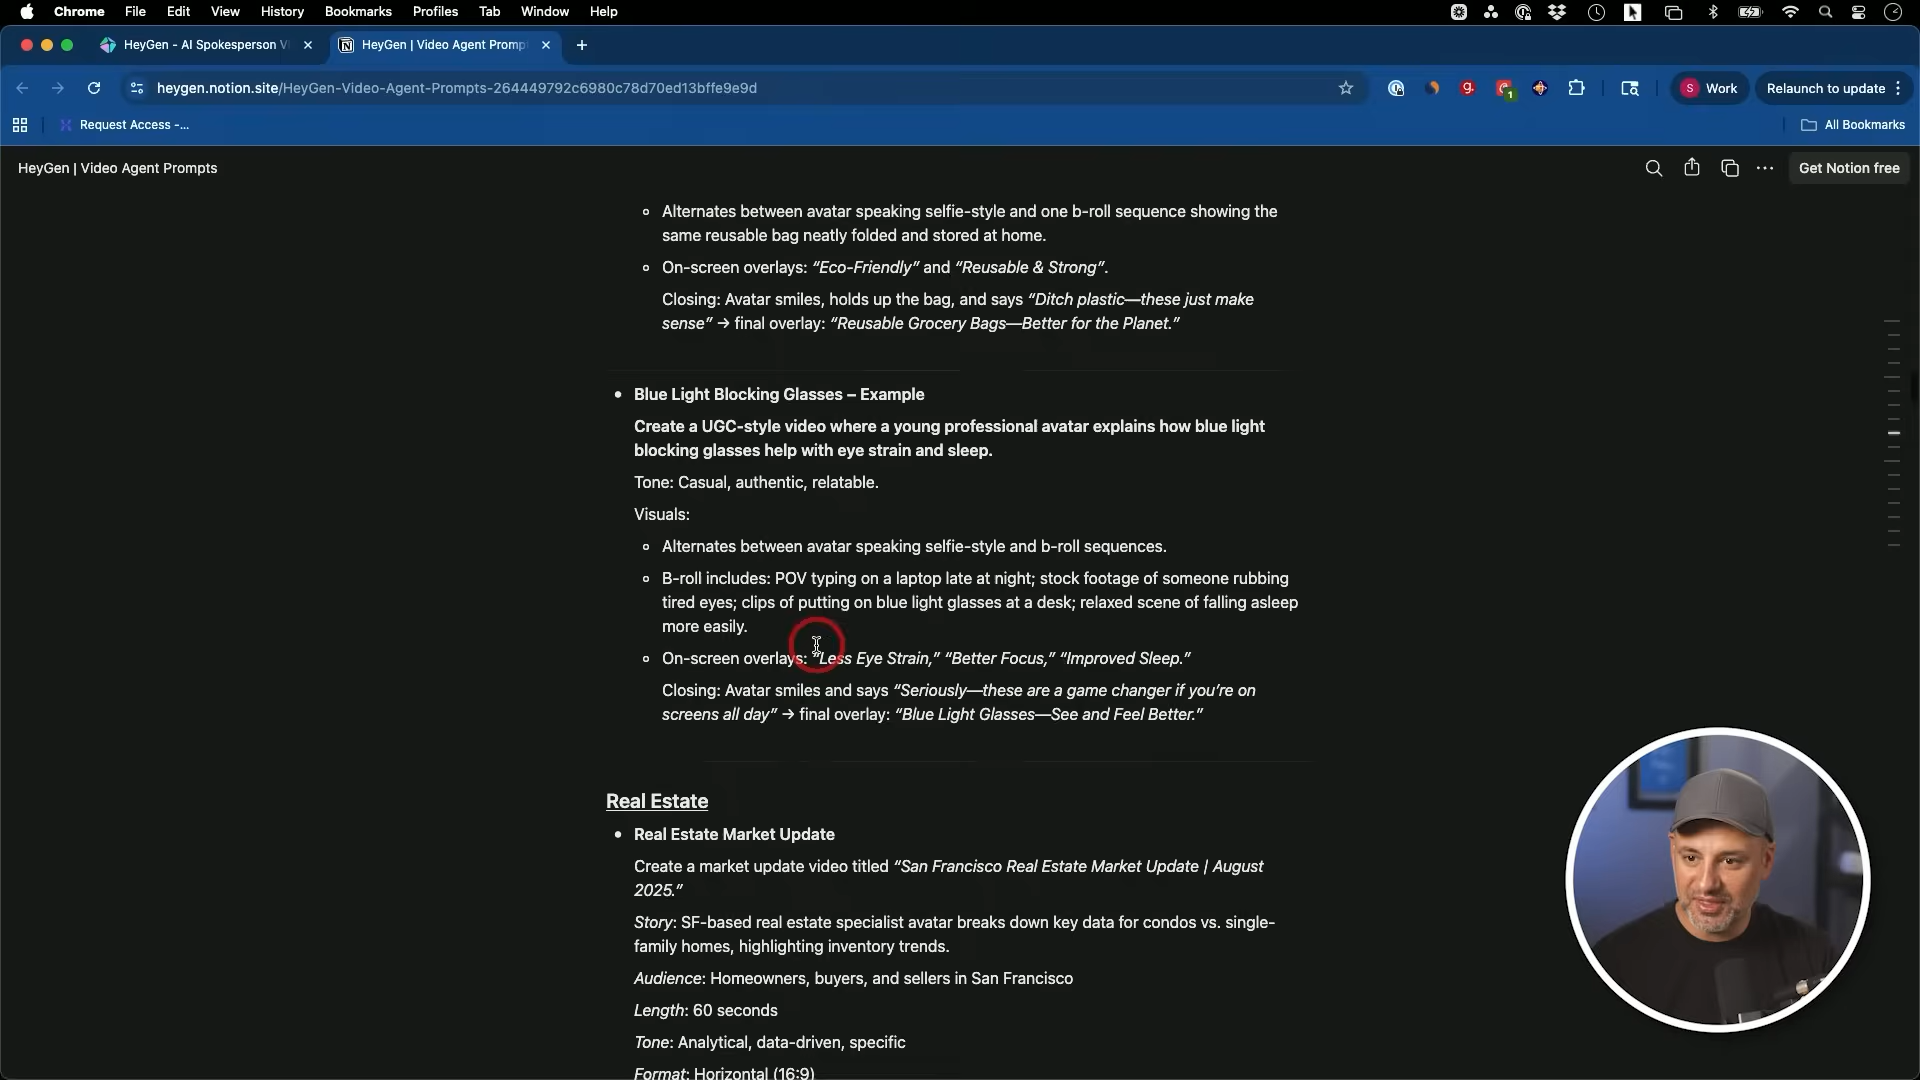 Chrome File Edit View History Bookmarks Profiles Tab Window Help
HeyGen - AI Spokesperson Vi
HeyGen | Video Agent Promp
heygen.notion.site/HeyGen-Video-Agent-Prompts-264449792c6980c78d70ed13bffe9e9d
g.
1
S Work
Relaunch to update
Request Access -...
All Bookmarks
HeyGen | Video Agent Prompts
Get Notion free
Alternates between avatar speaking selfie-style and one b-roll sequence showing the
same reusable bag neatly folded and stored at home.
On-screen overlays: “Eco-Friendly” and “Reusable & Strong”.
Closing: Avatar smiles, holds up the bag, and says “Ditch plastic—these just make
sense” → final overlay: “Reusable Grocery Bags—Better for the Planet.”
Blue Light Blocking Glasses – Example
Create a UGC-style video where a young professional avatar explains how blue light
blocking glasses help with eye strain and sleep.
Tone: Casual, authentic, relatable.
Visuals:
Alternates between avatar speaking selfie-style and b-roll sequences.
B-roll includes: POV typing on a laptop late at night; stock footage of someone rubbing
tired eyes; clips of putting on blue light glasses at a desk; relaxed scene of falling asleep
more easily.
On-screen overlays: “Less Eye Strain,” “Better Focus,” “Improved Sleep.”
Closing: Avatar smiles and says “Seriously—these are a game changer if you’re on
screens all day” → final overlay: “Blue Light Glasses—See and Feel Better.”
Real Estate
Real Estate Market Update
Create a market update video titled “San Francisco Real Estate Market Update | August
2025.”
Story: SF-based real estate specialist avatar breaks down key data for condos vs. single-
family homes, highlighting inventory trends.
Audience: Homeowners, buyers, and sellers in San Francisco
Length: 60 seconds
Tone: Analytical, data-driven, specific
Format: Horizontal (16:9)